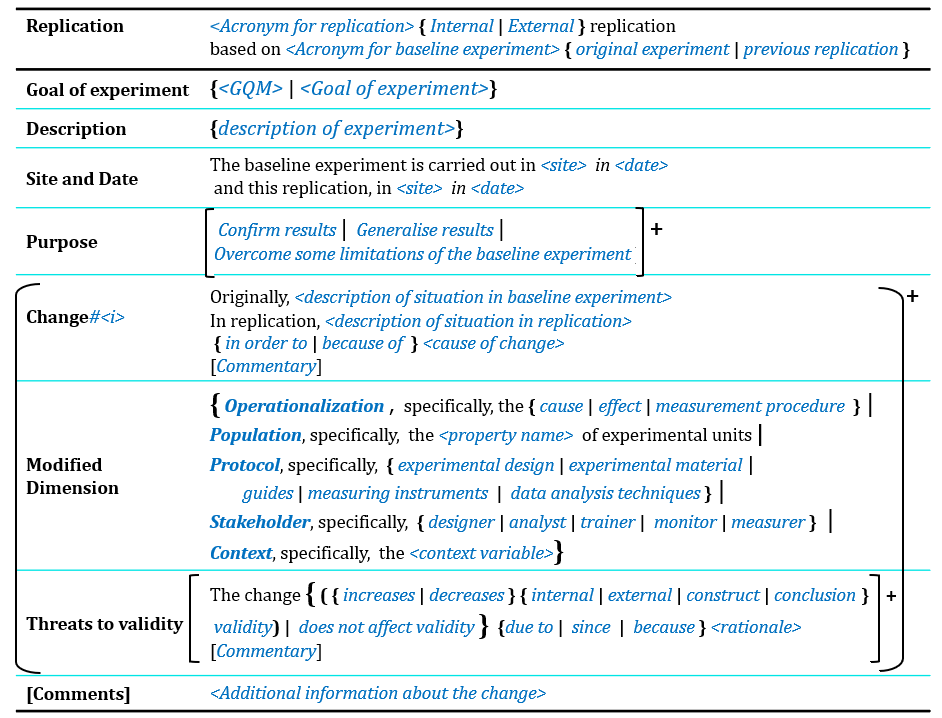 Replication <Acronym for replication> { Internal | External } replication
based on <Acronym for baseline experiment> { original experiment | previous replication }
Goal of experiment {<GQM> | <Goal of experiment>}
Description {description of experiment>}
Site and Date The baseline experiment is carried out in <site> in <date>
and this replication, in <site> in <date>
Purpose [ Confirm results | Generalise results |
Overcome some limitations of the baseline experiment ] +
Change#<i> ( Originally, <description of situation in baseline experiment>
In replication, <description of situation in replication>
{ in order to | because of } <cause of change>
[Commentary]
Modified Dimension { Operationalization , specifically, the { cause | effect | measurement procedure } |
Population, specifically, the <property name> of experimental units |
Protocol, specifically, { experimental design | experimental material |
guides | measuring instruments | data analysis techniques } |
Stakeholder, specifically, { designer | analyst | trainer | monitor | measurer } |
Context, specifically, the <context variable>}
Threats to validity [ The change { ( { increases | decreases } { internal | external | construct | conclusion }
validity) | does not affect validity } {due to | since | because } <rationale>
[Commentary] ] + ) +
[Comments] <Additional information about the change>